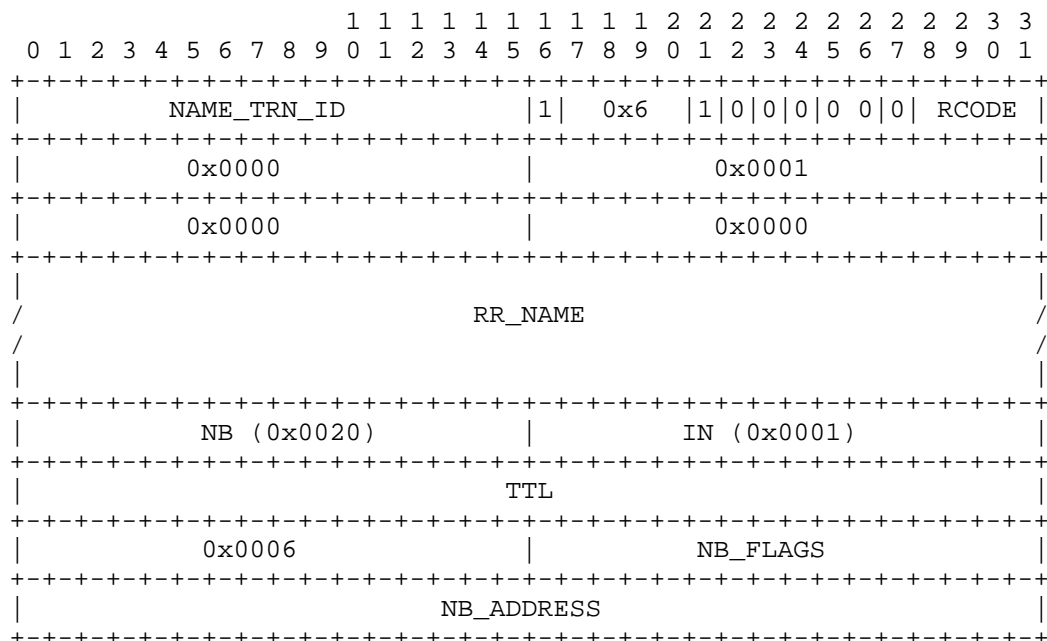 1 1 1 1 1 1 1 1 1 1 2 2 2 2 2 2 2 2 2 2 3 3
 0 1 2 3 4 5 6 7 8 9 0 1 2 3 4 5 6 7 8 9 0 1 2 3 4 5 6 7 8 9 0 1
+-+-+-+-+-+-+-+-+-+-+-+-+-+-+-+-+-+-+-+-+-+-+-+-+-+-+-+-+-+-+-+-+
|         NAME_TRN_ID           |1|  0x6  |1|0|0|0|0 0|0| RCODE |
+-+-+-+-+-+-+-+-+-+-+-+-+-+-+-+-+-+-+-+-+-+-+-+-+-+-+-+-+-+-+-+-+
|          0x0000               |           0x0001              |
+-+-+-+-+-+-+-+-+-+-+-+-+-+-+-+-+-+-+-+-+-+-+-+-+-+-+-+-+-+-+-+-+
|          0x0000               |           0x0000              |
+-+-+-+-+-+-+-+-+-+-+-+-+-+-+-+-+-+-+-+-+-+-+-+-+-+-+-+-+-+-+-+-+
|                                                               |
/                            RR_NAME                            /
/                                                               /
|                                                               |
+-+-+-+-+-+-+-+-+-+-+-+-+-+-+-+-+-+-+-+-+-+-+-+-+-+-+-+-+-+-+-+-+
|           NB (0x0020)         |         IN (0x0001)           |
+-+-+-+-+-+-+-+-+-+-+-+-+-+-+-+-+-+-+-+-+-+-+-+-+-+-+-+-+-+-+-+-+
|                              TTL                              |
+-+-+-+-+-+-+-+-+-+-+-+-+-+-+-+-+-+-+-+-+-+-+-+-+-+-+-+-+-+-+-+-+
|           0x0006              |          NB_FLAGS             |
+-+-+-+-+-+-+-+-+-+-+-+-+-+-+-+-+-+-+-+-+-+-+-+-+-+-+-+-+-+-+-+-+
|                          NB_ADDRESS                           |
+-+-+-+-+-+-+-+-+-+-+-+-+-+-+-+-+-+-+-+-+-+-+-+-+-+-+-+-+-+-+-+-+